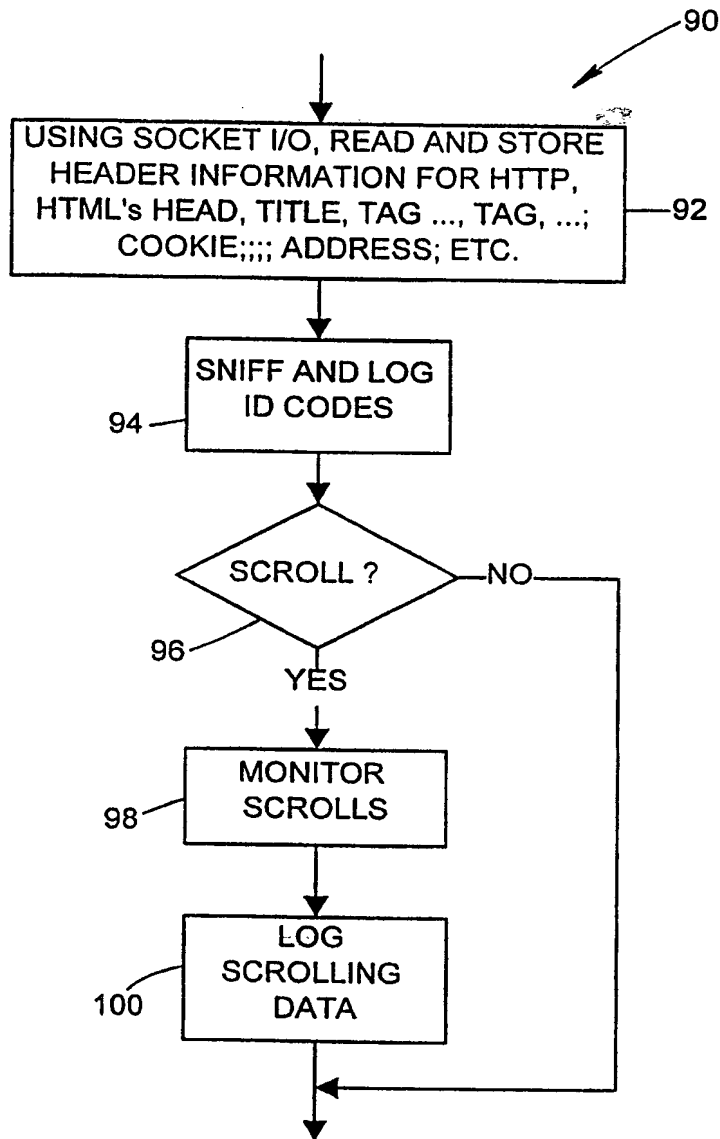 90
USING SOCKET I/O, READ AND STORE
HEADER INFORMATION FOR HTTP,
HTML's HEAD, TITLE, TAG ..., TAG, ...;
COOKIE;;;; ADDRESS; ETC.
92
SNIFF AND LOG
ID CODES
94
SCROLL ?
NO
96
YES
MONITOR
SCROLLS
98
LOG
SCROLLING
DATA
100